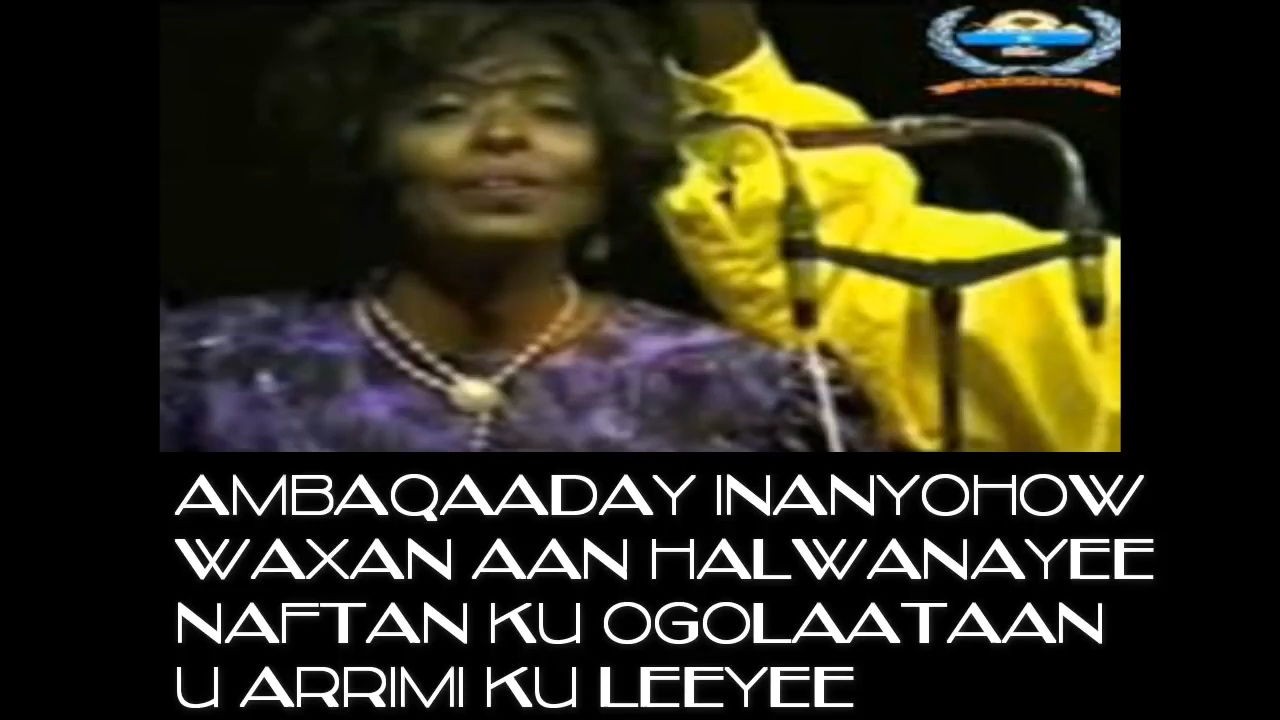 AMBAQAADAY INANYOHOW
WAXAN AAN HALWANAYEE
NAFTAN KU OGOLAATAAN
U ARRIMI KU LEEYEE